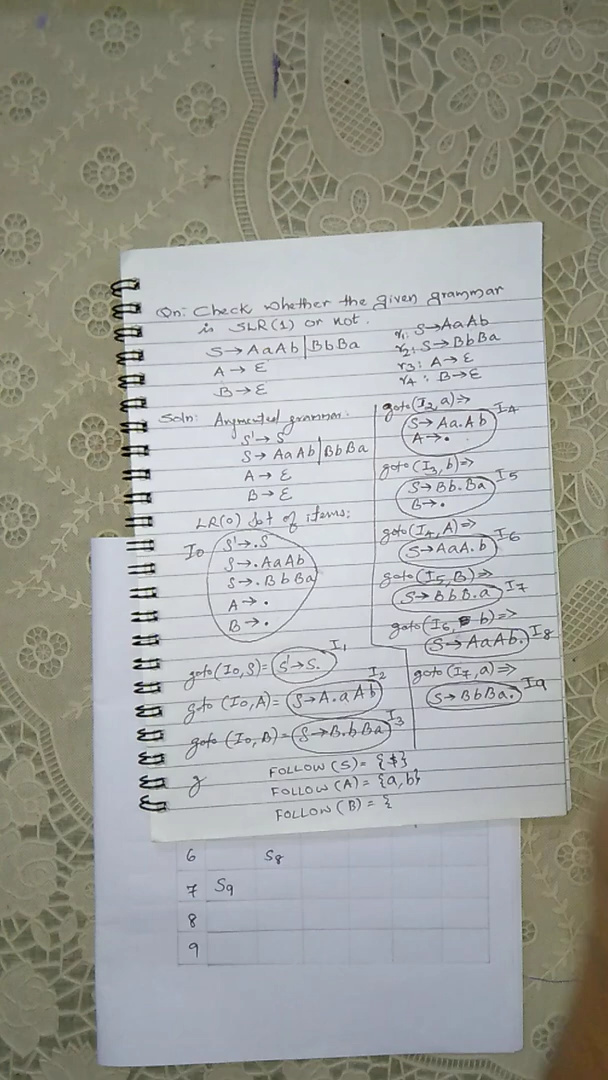 Qn: Check whether the given grammar
is SLR(1) or not.
S→AaAb|BbBa
A→ε
B→ε
r1: S→AaAb
r2: S→BbBa
r3: A→ε
r4: B→ε
Soln: Augmented grammar.
S'→S
S→AaAb|BbBa
A→ε
B→ε
LR(0) set of items:
I0
S'→.S
S→.AaAb
S→.BbBa
A→.
B→.
goto(I0,S)= S'→S. I1
goto (I0,A)= S→A.aAb I2
goto (I0,B)= S→B.bBa I3
goto(I2,a)⇒
S→Aa.Ab I4
A→.
goto(I3,b)⇒
S→Bb.Ba I5
B→.
goto(I4,A)⇒
S→AaA.b I6
goto(I5,B)⇒
S→BbB.a I7
goto(I6, b)⇒
S→AaAb. I8
goto(I7,a)⇒
S→BbBa. I9
FOLLOW(S)= {$}
FOLLOW(A)= {a,b}
FOLLOW(B)= {
6 S8
7 S9
8
9